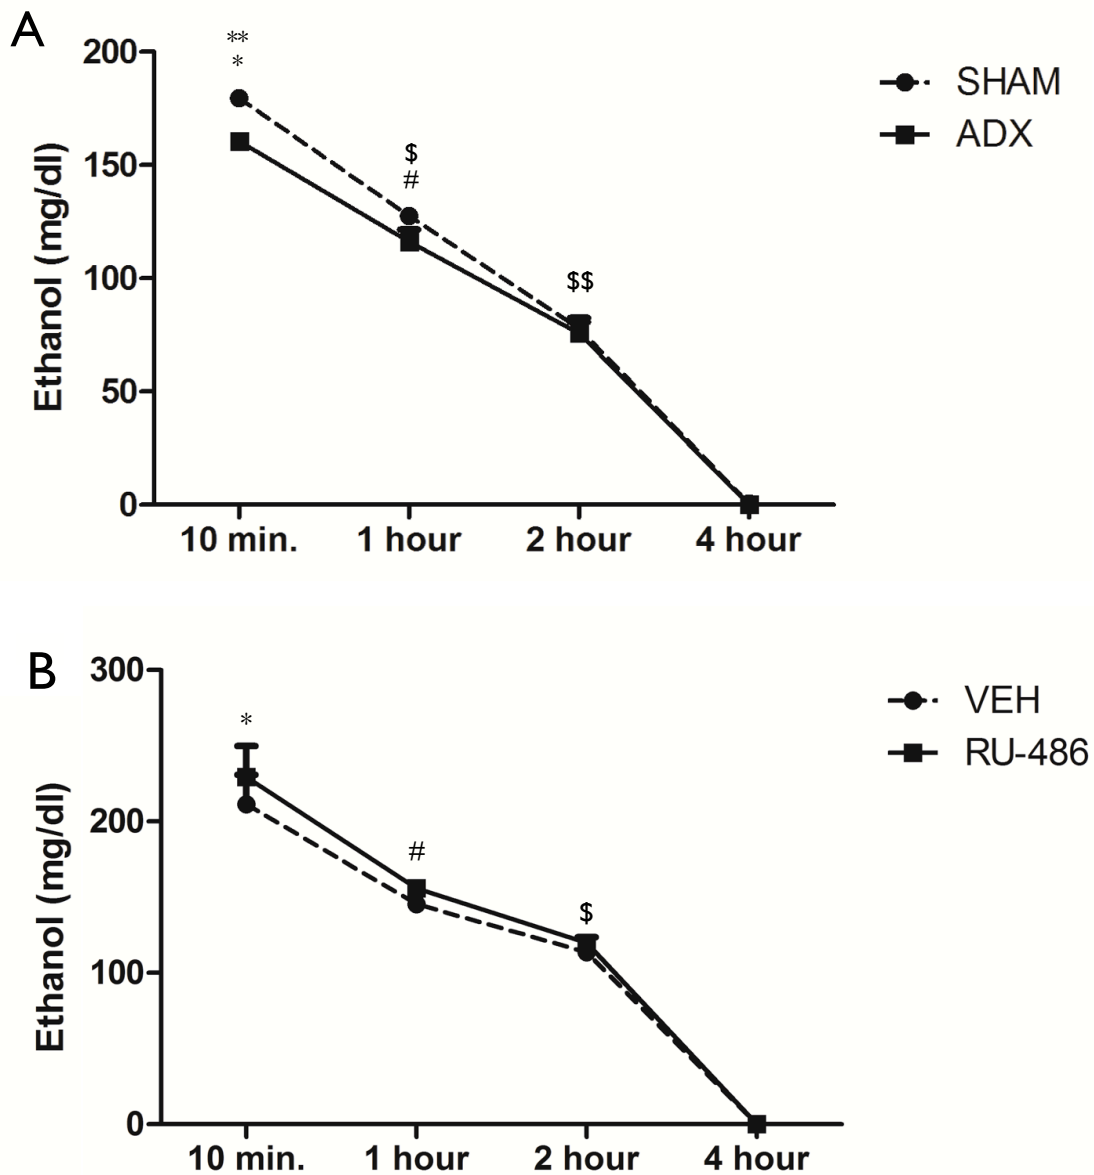 A
Ethanol (mg/dl)
200
150
100
50
0
**
*
$
#
$$
10 min. 1 hour 2 hour 4 hour
SHAM
ADX
B
Ethanol (mg/dl)
300
200
100
0
*
#
$
10 min. 1 hour 2 hour 4 hour
VEH
RU-486